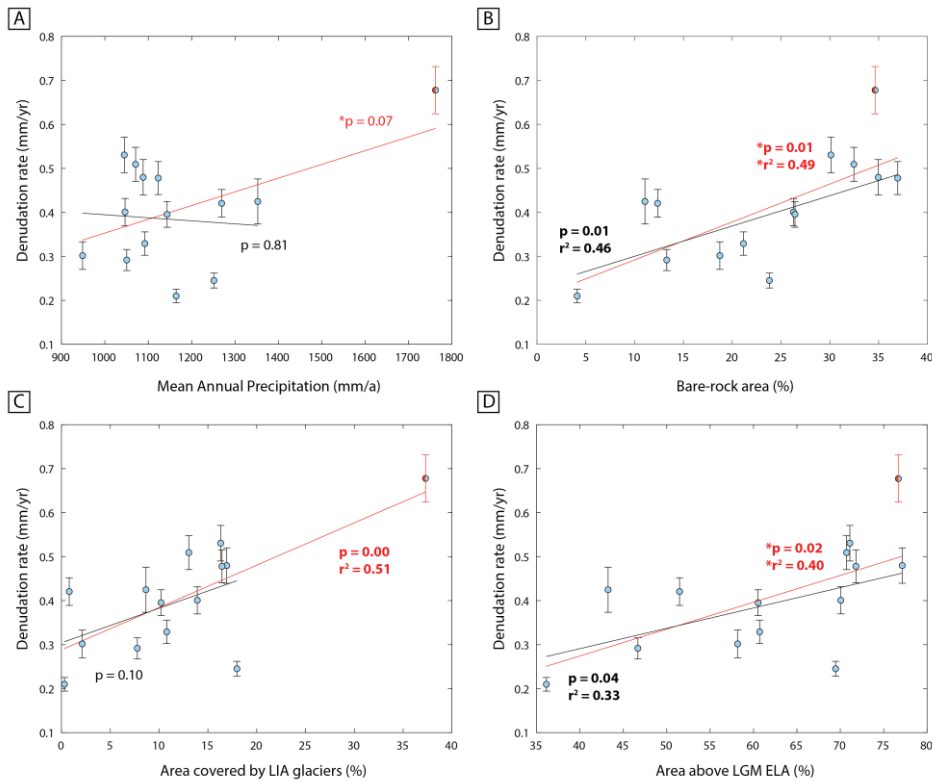 A
0.8
0.7
0.6
0.5
0.4
0.3
0.2
0.1
Denudation rate (mm/yr)
*p = 0.07
p = 0.81
900 1000 1100 1200 1300 1400 1500 1600 1700 1800
Mean Annual Precipitation (mm/a)
B
0.8
0.7
0.6
0.5
0.4
0.3
0.2
0.1
Denudation rate (mm/yr)
*p = 0.01
*r² = 0.49
p = 0.01
r² = 0.46
0 5 10 15 20 25 30 35 40
Bare-rock area (%)
C
0.8
0.7
0.6
0.5
0.4
0.3
0.2
0.1
Denudation rate (mm/yr)
p = 0.00
r² = 0.51
p = 0.10
0 5 10 15 20 25 30 35 40
Area covered by LIA glaciers (%)
D
0.8
0.7
0.6
0.5
0.4
0.3
0.2
0.1
Denudation rate (mm/yr)
*p = 0.02
*r² = 0.40
p = 0.04
r² = 0.33
35 40 45 50 55 60 65 70 75 80
Area above LGM ELA (%)